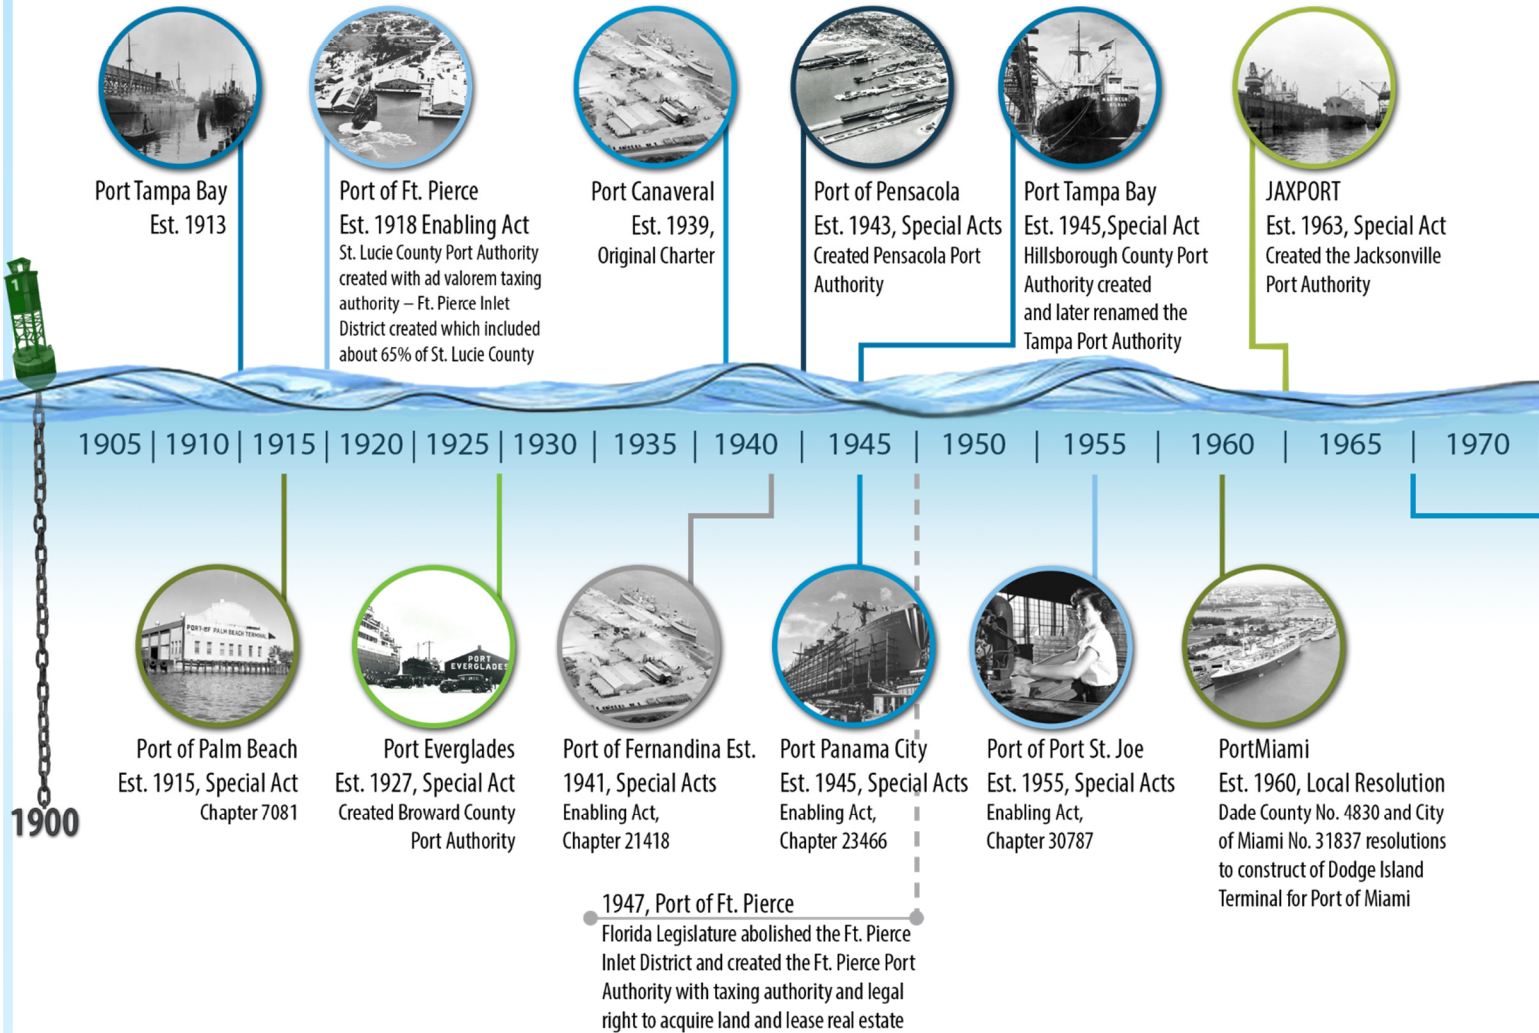 Port Tampa Bay
Est. 1913
Port of Ft. Pierce
Est. 1918 Enabling Act
St. Lucie County Port Authority
created with ad valorem taxing
authority – Ft. Pierce Inlet
District created which included
about 65% of St. Lucie County
Port Canaveral
Est. 1939,
Original Charter
Port of Pensacola
Est. 1943, Special Acts
Created Pensacola Port
Authority
Port Tampa Bay
Est. 1945,Special Act
Hillsborough County Port
Authority created
and later renamed the
Tampa Port Authority
JAXPORT
Est. 1963, Special Act
Created the Jacksonville
Port Authority
1
1905 | 1910 | 1915 | 1920 | 1925 | 1930 | 1935 | 1940 | 1945 | 1950 | 1955 | 1960 | 1965 | 1970
1900
PORT OF PALM BEACH TERMINAL
Port of Palm Beach
Est. 1915, Special Act
Chapter 7081
PORT
EVERGLADES
Port Everglades
Est. 1927, Special Act
Created Broward County
Port Authority
Port of Fernandina Est.
1941, Special Acts
Enabling Act,
Chapter 21418
Port Panama City
Est. 1945, Special Acts
Enabling Act,
Chapter 23466
Port of Port St. Joe
Est. 1955, Special Acts
Enabling Act,
Chapter 30787
PortMiami
Est. 1960, Local Resolution
Dade County No. 4830 and City
of Miami No. 31837 resolutions
to construct of Dodge Island
Terminal for Port of Miami
1947, Port of Ft. Pierce
Florida Legislature abolished the Ft. Pierce
Inlet District and created the Ft. Pierce Port
Authority with taxing authority and legal
right to acquire land and lease real estate